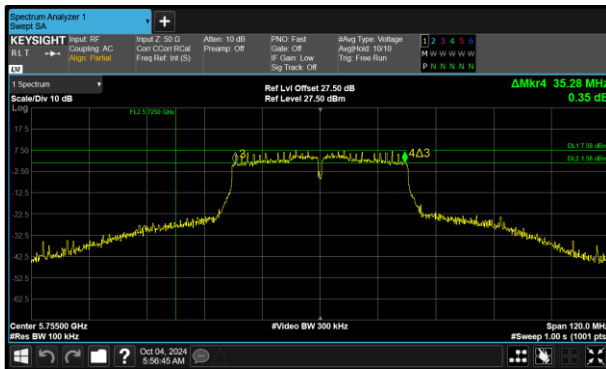 Spectrum Analyzer 1
Swept SA
KEYSIGHT
RLT
Input: RF
Coupling: AC
Align: Partial
Input Z: 50 Ω
Corr CCorr RCal
Freq Ref: Int (S)
Atten: 10 dB
Preamp: Off
PNO: Fast
Gate: Off
IF Gain: Low
Sig Track: Off
#Avg Type: Voltage
Avg|Hold: 10/10
Trig: Free Run
1 2 3 4 5 6
M W W W W W
P N N N N N
1 Spectrum
Scale/Div 10 dB
Ref Lvl Offset 27.50 dB
Ref Level 27.50 dBm
ΔMkr4 35.28 MHz
0.35 dB
Log
FL2 5.7250 GHz
17.5
7.50
-2.50
-12.5
-22.5
-32.5
-42.5
-52.5
-62.5
3
4Δ3
DL1 7.58 dBm
DL2 1.58 dBm
Center 5.75500 GHz
#Res BW 100 kHz
#Video BW 300 kHz
Span 120.0 MHz
#Sweep 1.00 s (1001 pts)
Oct 04, 2024
5:56:45 AM